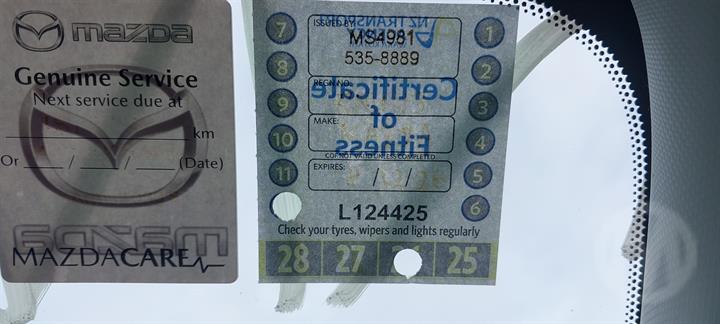 mazda
Genuine Service
Next service due at
km
Or / / (Date)
mazda
MAZDACARE
NZ TRANSPORT
ISSUED BY:
MS4981
535-8889
REGN NO:
Certificate
of
MAKE:
Fitness
COF NOT VALID UNLESS COMPLETED
EXPIRES: / /
L124425
Check your tyres, wipers and lights regularly
7 1
8 2
9 3
10 4
11 5
6
28 27 25